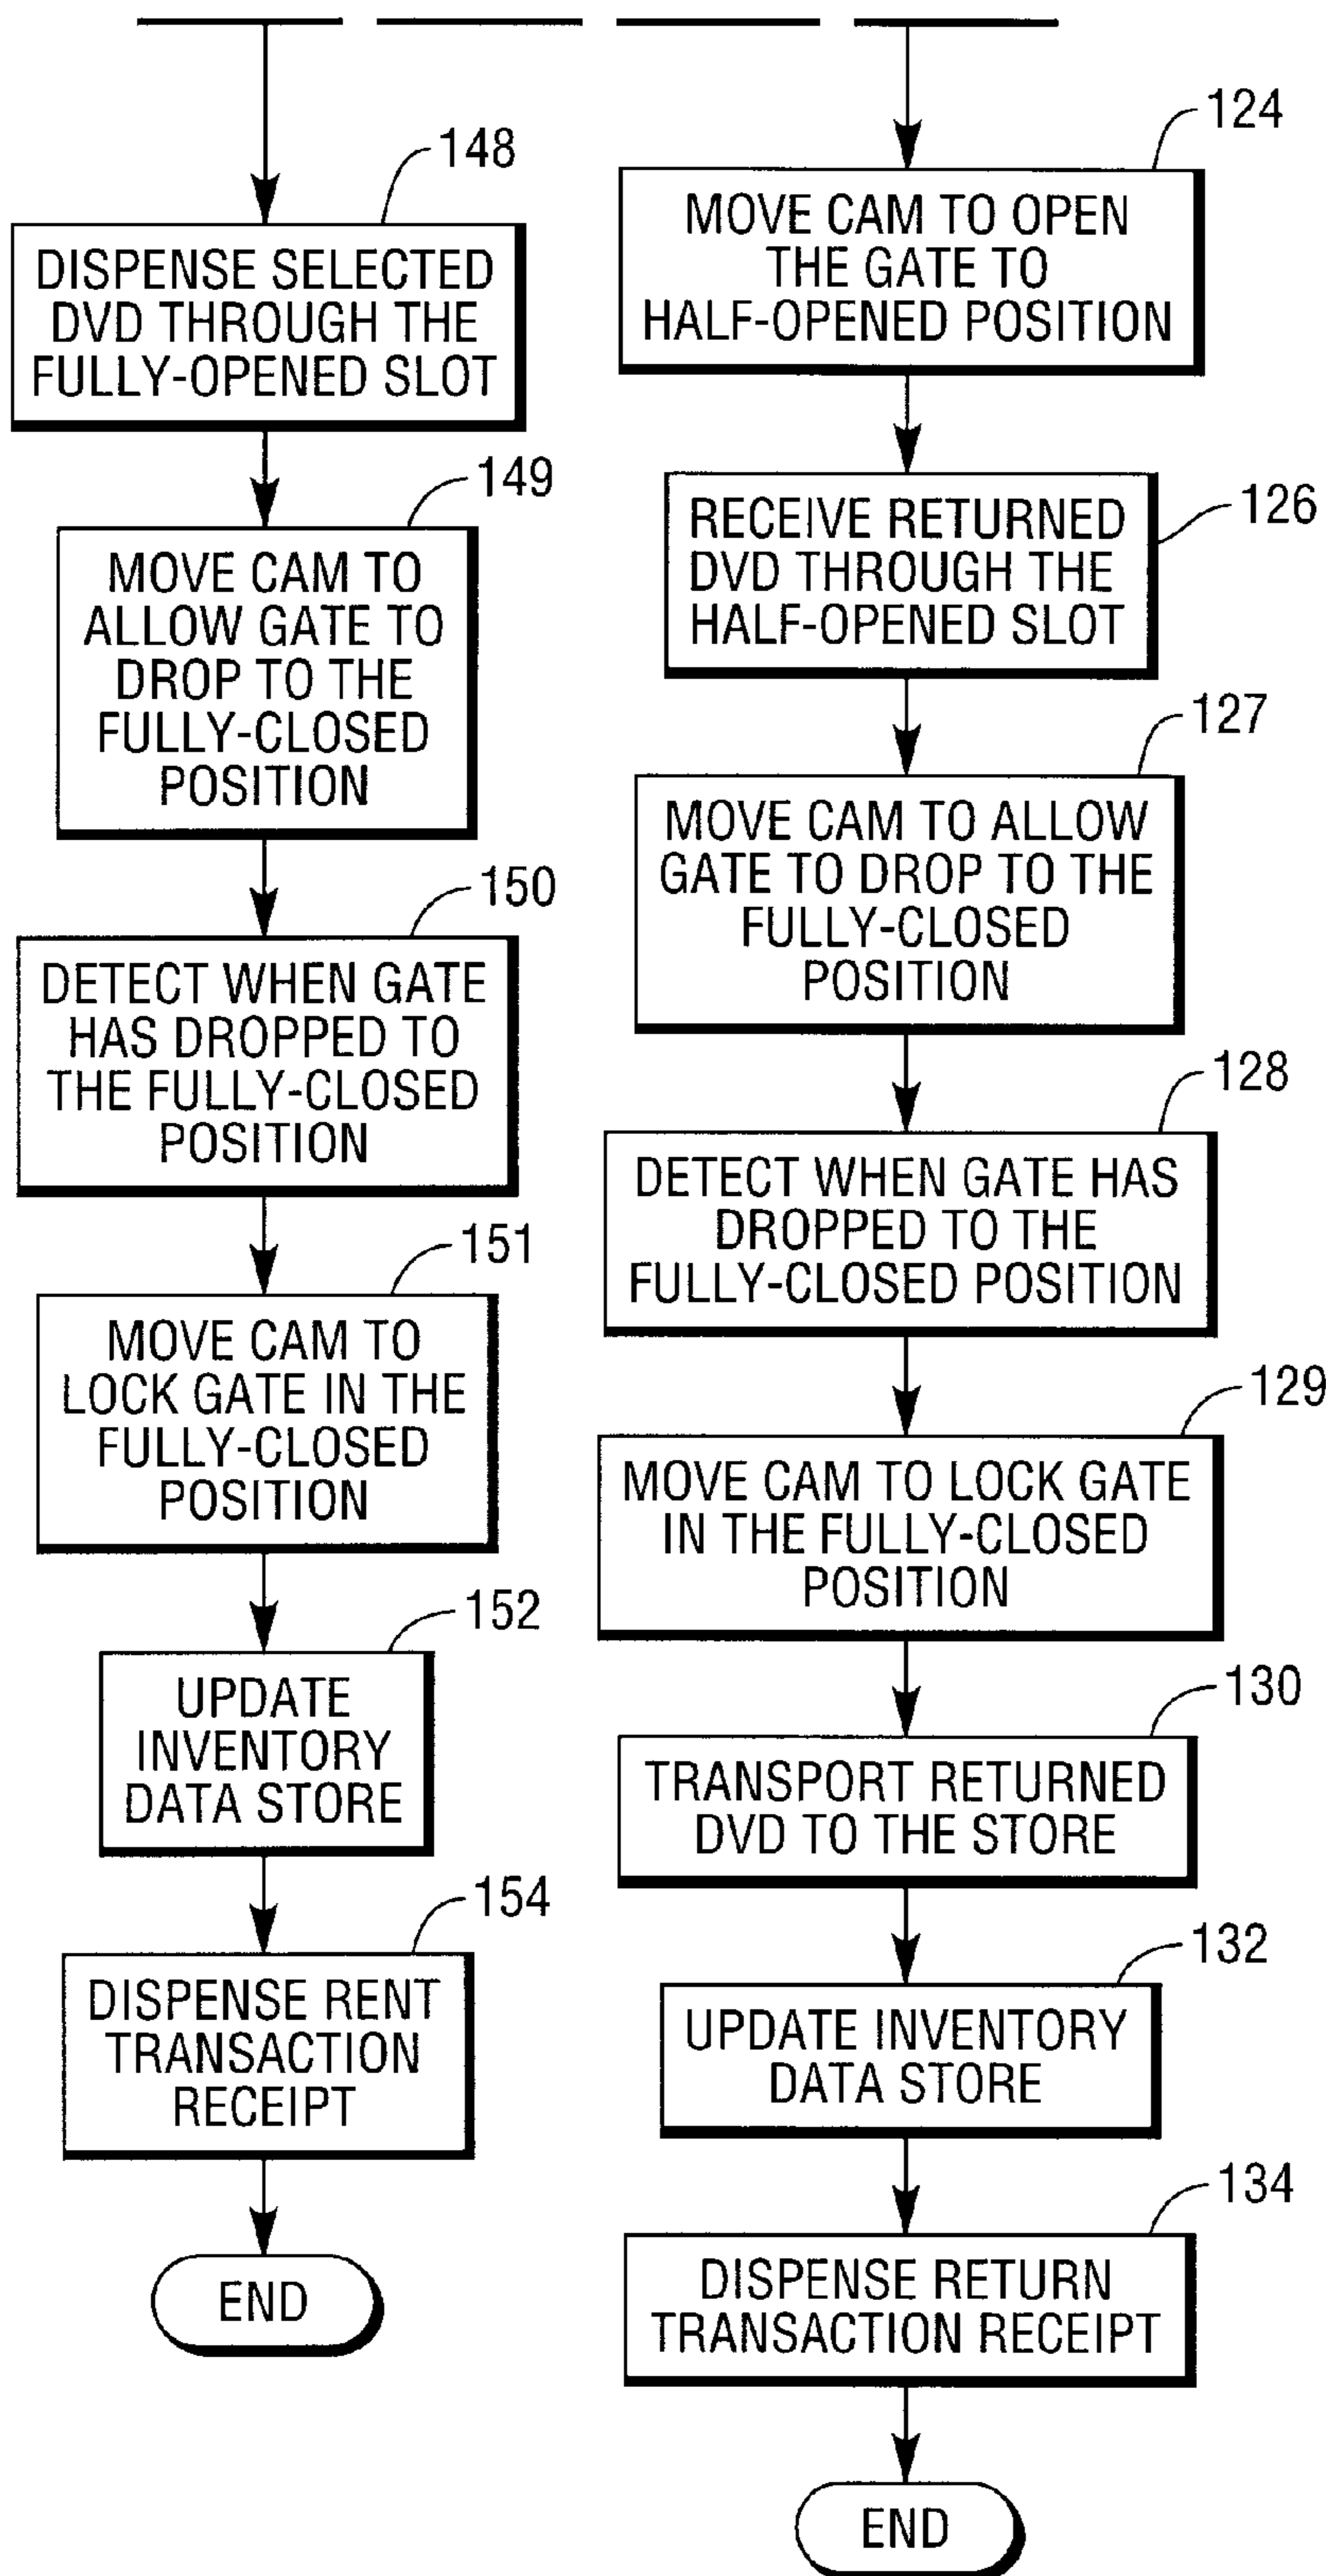 148
DISPENSE SELECTED
DVD THROUGH THE
FULLY-OPENED SLOT
149
MOVE CAM TO
ALLOW GATE TO
DROP TO THE
FULLY-CLOSED
POSITION
150
DETECT WHEN GATE
HAS DROPPED TO
THE FULLY-CLOSED
POSITION
151
MOVE CAM TO
LOCK GATE IN THE
FULLY-CLOSED
POSITION
152
UPDATE
INVENTORY
DATA STORE
154
DISPENSE RENT
TRANSACTION
RECEIPT
END
124
MOVE CAM TO OPEN
THE GATE TO
HALF-OPENED POSITION
126
RECEIVE RETURNED
DVD THROUGH THE
HALF-OPENED SLOT
127
MOVE CAM TO ALLOW
GATE TO DROP TO THE
FULLY-CLOSED
POSITION
128
DETECT WHEN GATE HAS
DROPPED TO THE
FULLY-CLOSED POSITION
129
MOVE CAM TO LOCK GATE
IN THE FULLY-CLOSED
POSITION
130
TRANSPORT RETURNED
DVD TO THE STORE
132
UPDATE INVENTORY
DATA STORE
134
DISPENSE RETURN
TRANSACTION RECEIPT
END